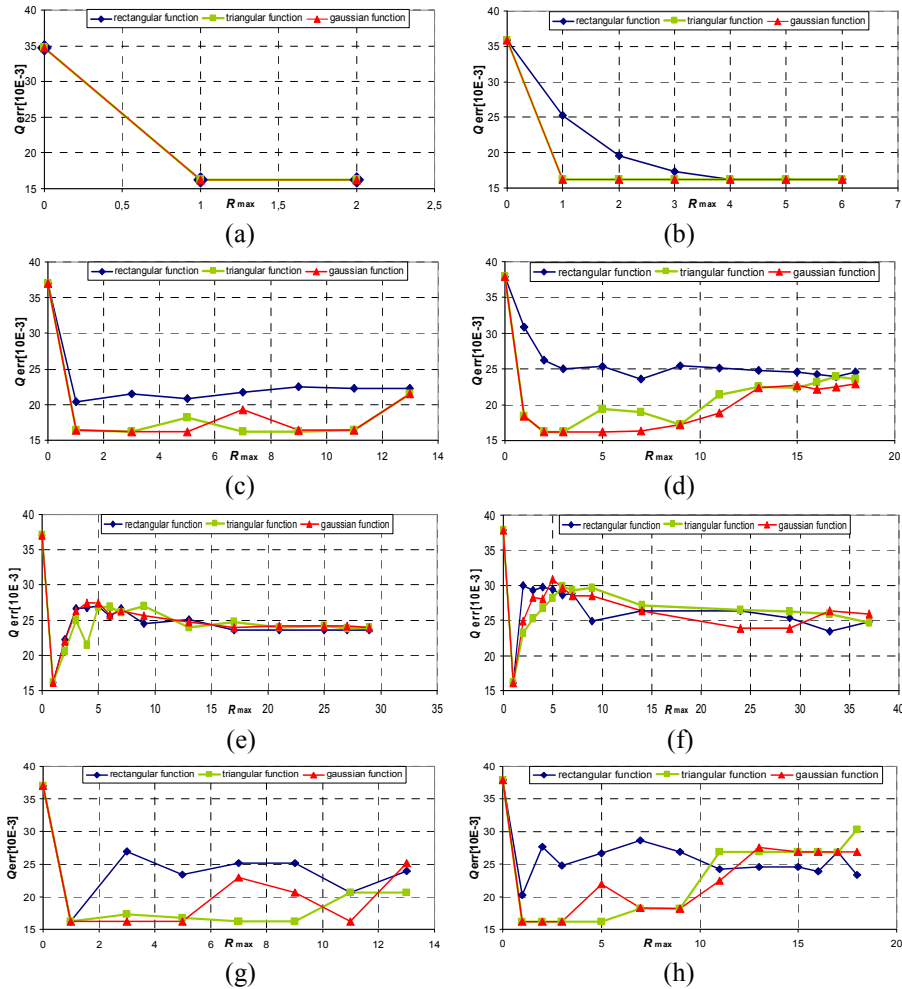 rectangular function triangular function gaussian function
40
35
30
25
20
15
Qerr[10E-3]
0 0,5 1 1,5 2 2,5
Rmax
(a)
rectangular function triangular function gaussian function
40
35
30
25
20
15
Qerr[10E-3]
0 1 2 3 4 5 6 7
Rmax
(b)
rectangular function triangular function gaussian function
40
35
30
25
20
15
Qerr[10E-3]
0 2 4 6 8 10 12 14
Rmax
(c)
rectangular function triangular function gaussian function
40
35
30
25
20
15
Qerr[10E-3]
0 5 10 15 20
Rmax
(d)
rectangular function triangular function gaussian function
40
35
30
25
20
15
Qerr[10E-3]
0 5 10 15 20 25 30 35
Rmax
(e)
rectangular function triangular function gaussian function
40
35
30
25
20
15
Qerr[10E-3]
0 5 10 15 20 25 30 35 40
Rmax
(f)
rectangular function triangular function gaussian function
40
35
30
25
20
15
Qerr[10E-3]
0 2 4 6 8 10 12 14
Rmax
(g)
rectangular function triangular function gaussian function
40
35
30
25
20
15
Qerr[10E-3]
0 5 10 15 20
Rmax
(h)